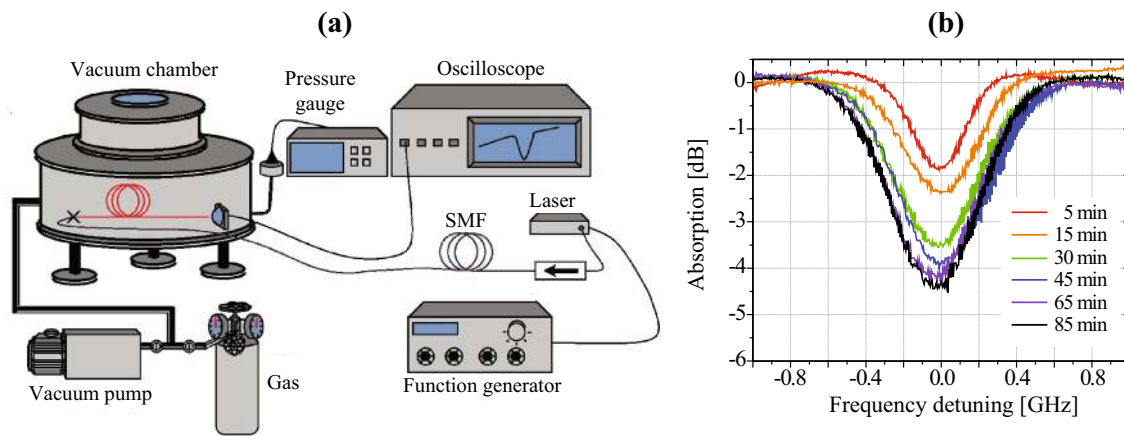 (a)
Vacuum chamber
Pressure
gauge
Oscilloscope
Laser
SMF
Function generator
Vacuum pump
Gas
(b)
Absorption [dB]
0
-1
-2
-3
-4
-5
-6
5 min
15 min
30 min
45 min
65 min
85 min
-0.8 -0.4 0.0 0.4 0.8
Frequency detuning [GHz]